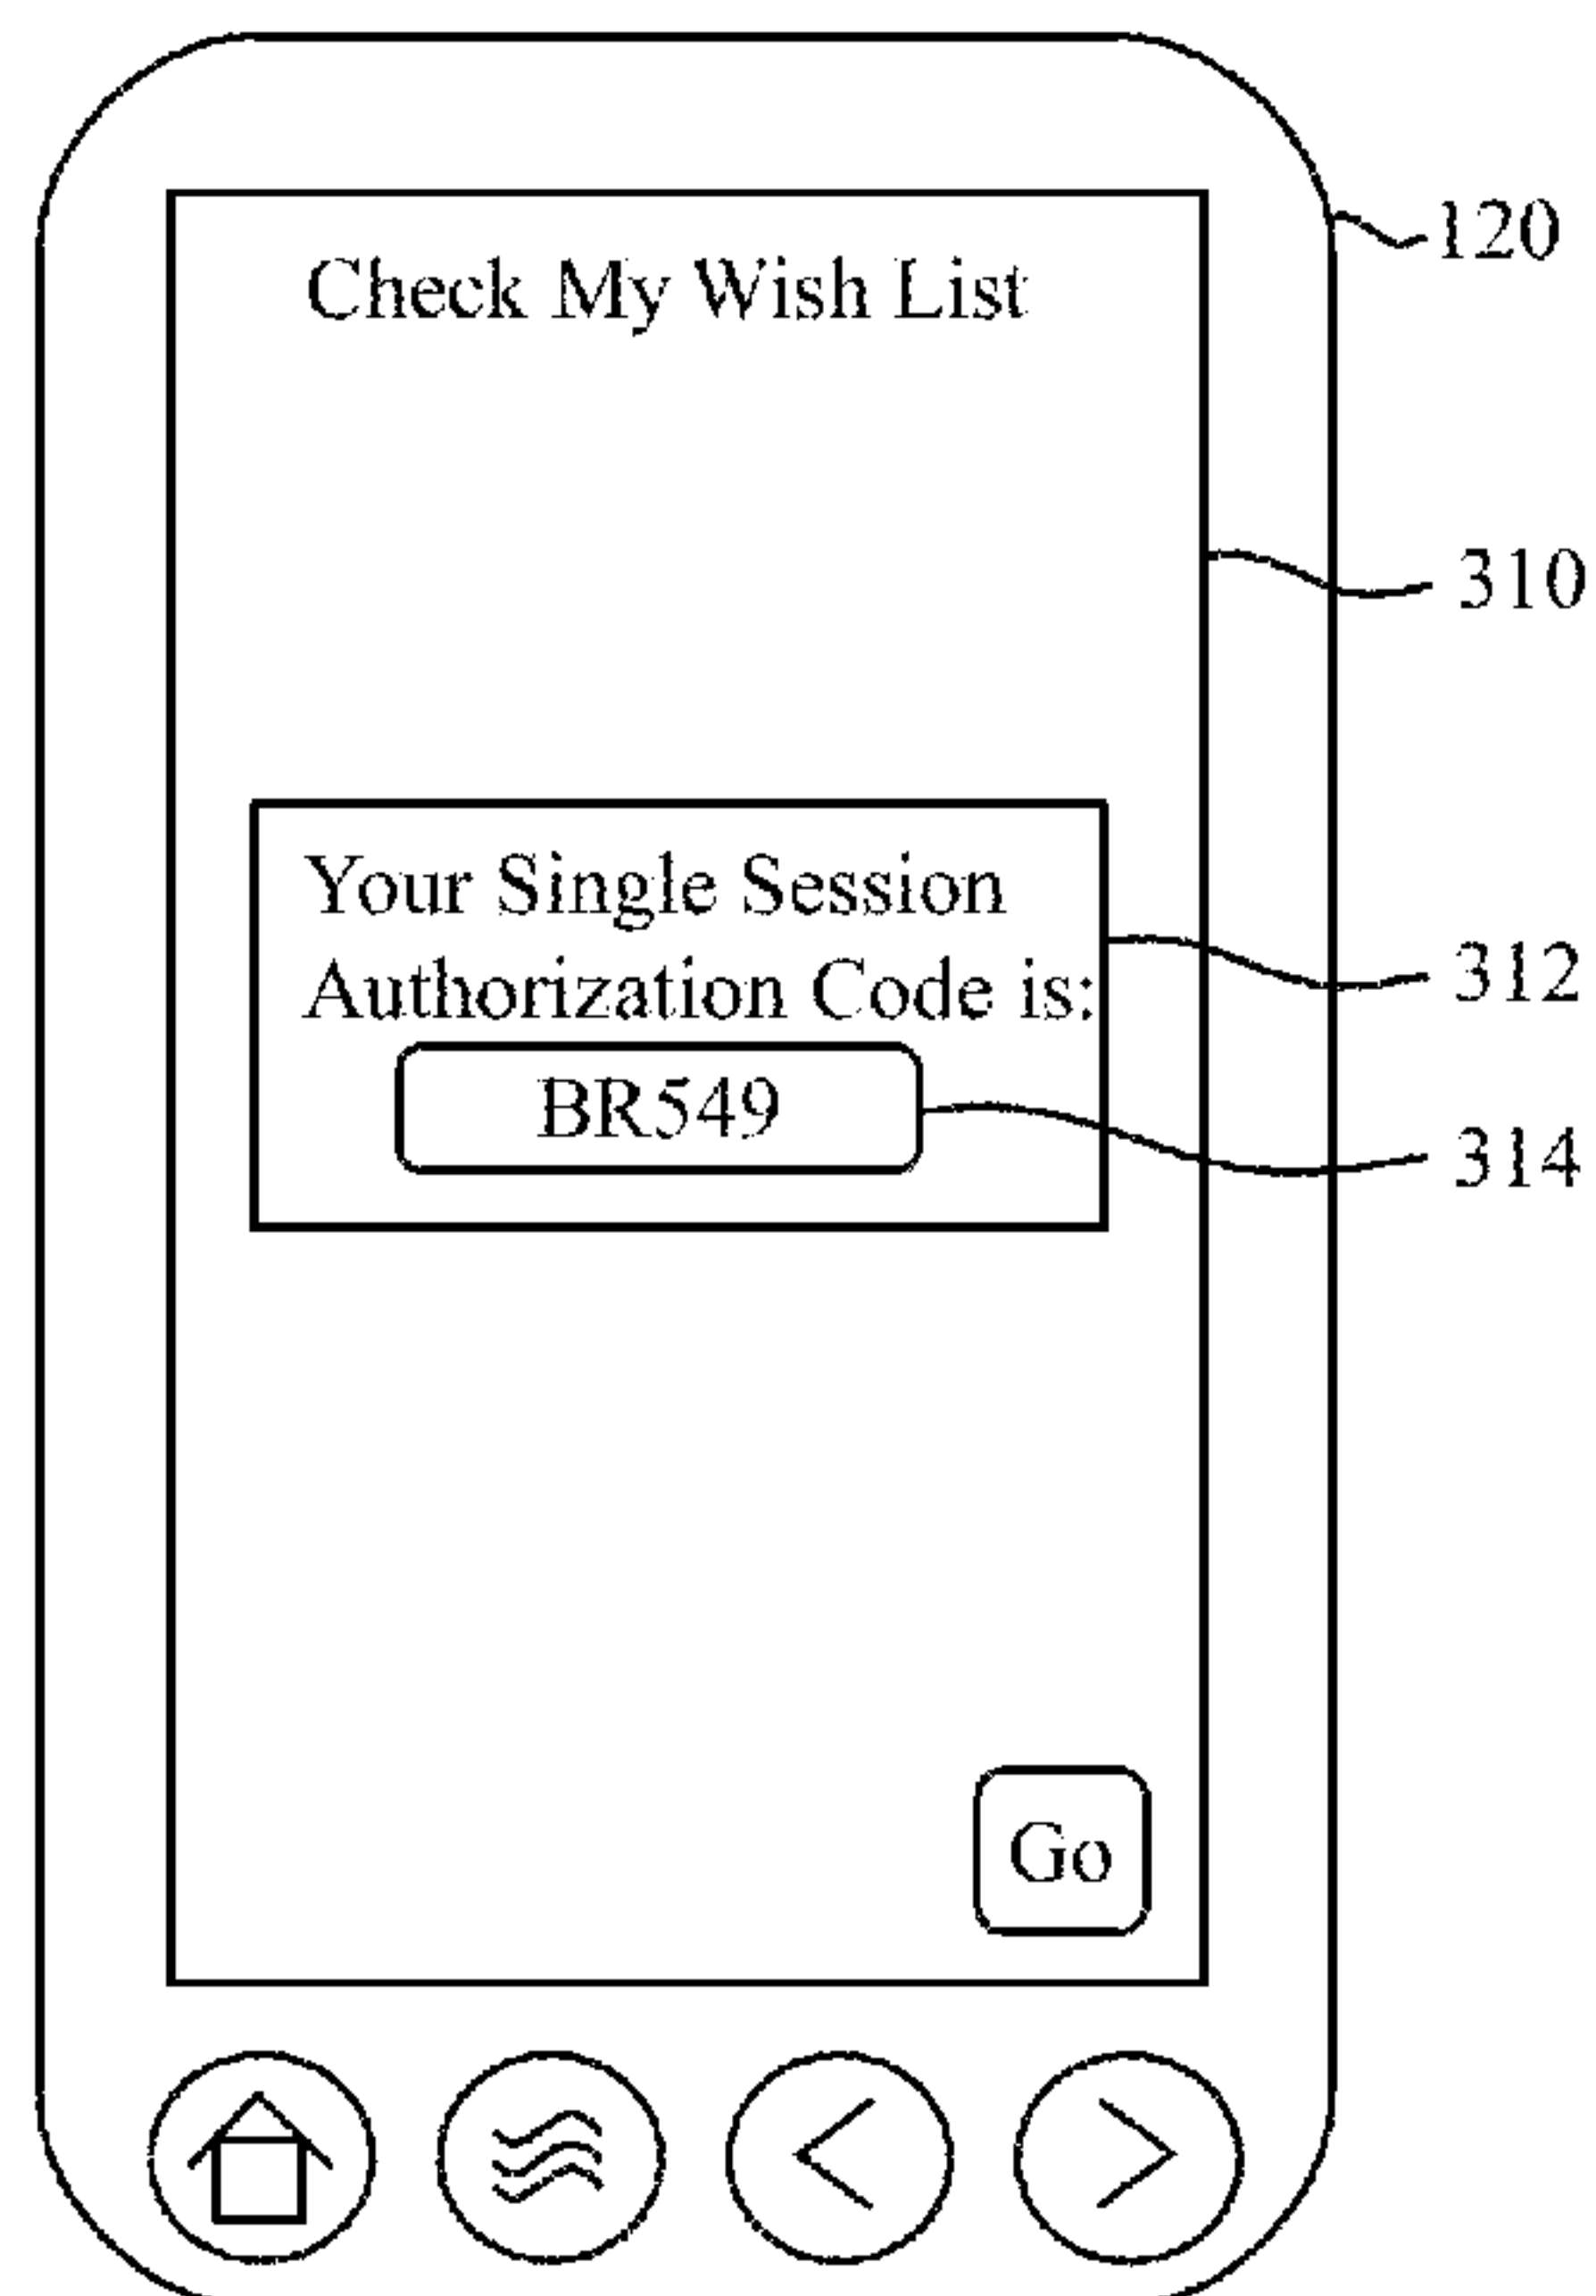 Check My Wish List
120
310
Your Single Session
Authorization Code is:
312
BR549
314
Go